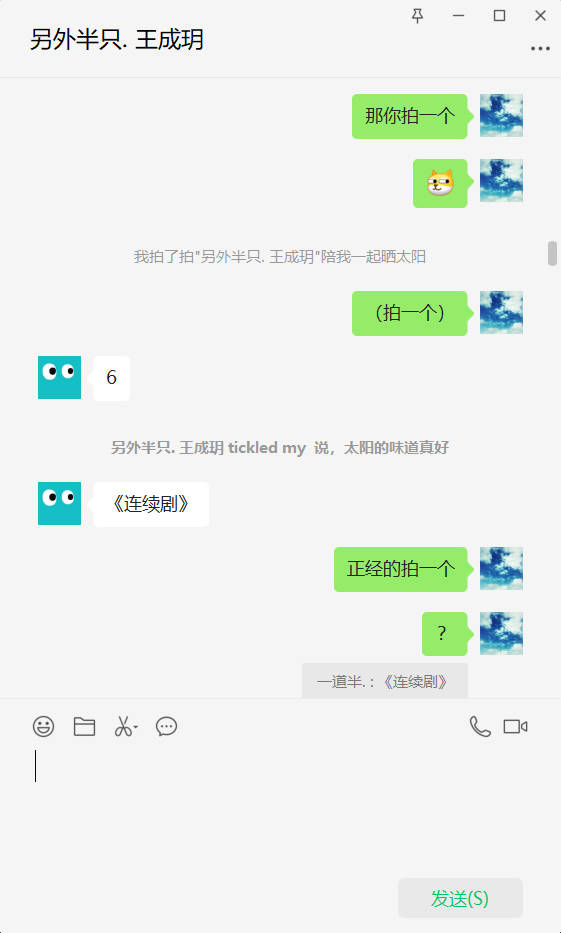 另外半只. 王成玥
那你拍一个
我拍了拍"另外半只. 王成玥"陪我一起晒太阳
（拍一个）
6
另外半只. 王成玥 tickled my 说，太阳的味道真好
《连续剧》
正经的拍一个
？
一道半. : 《连续剧》
发送(S)